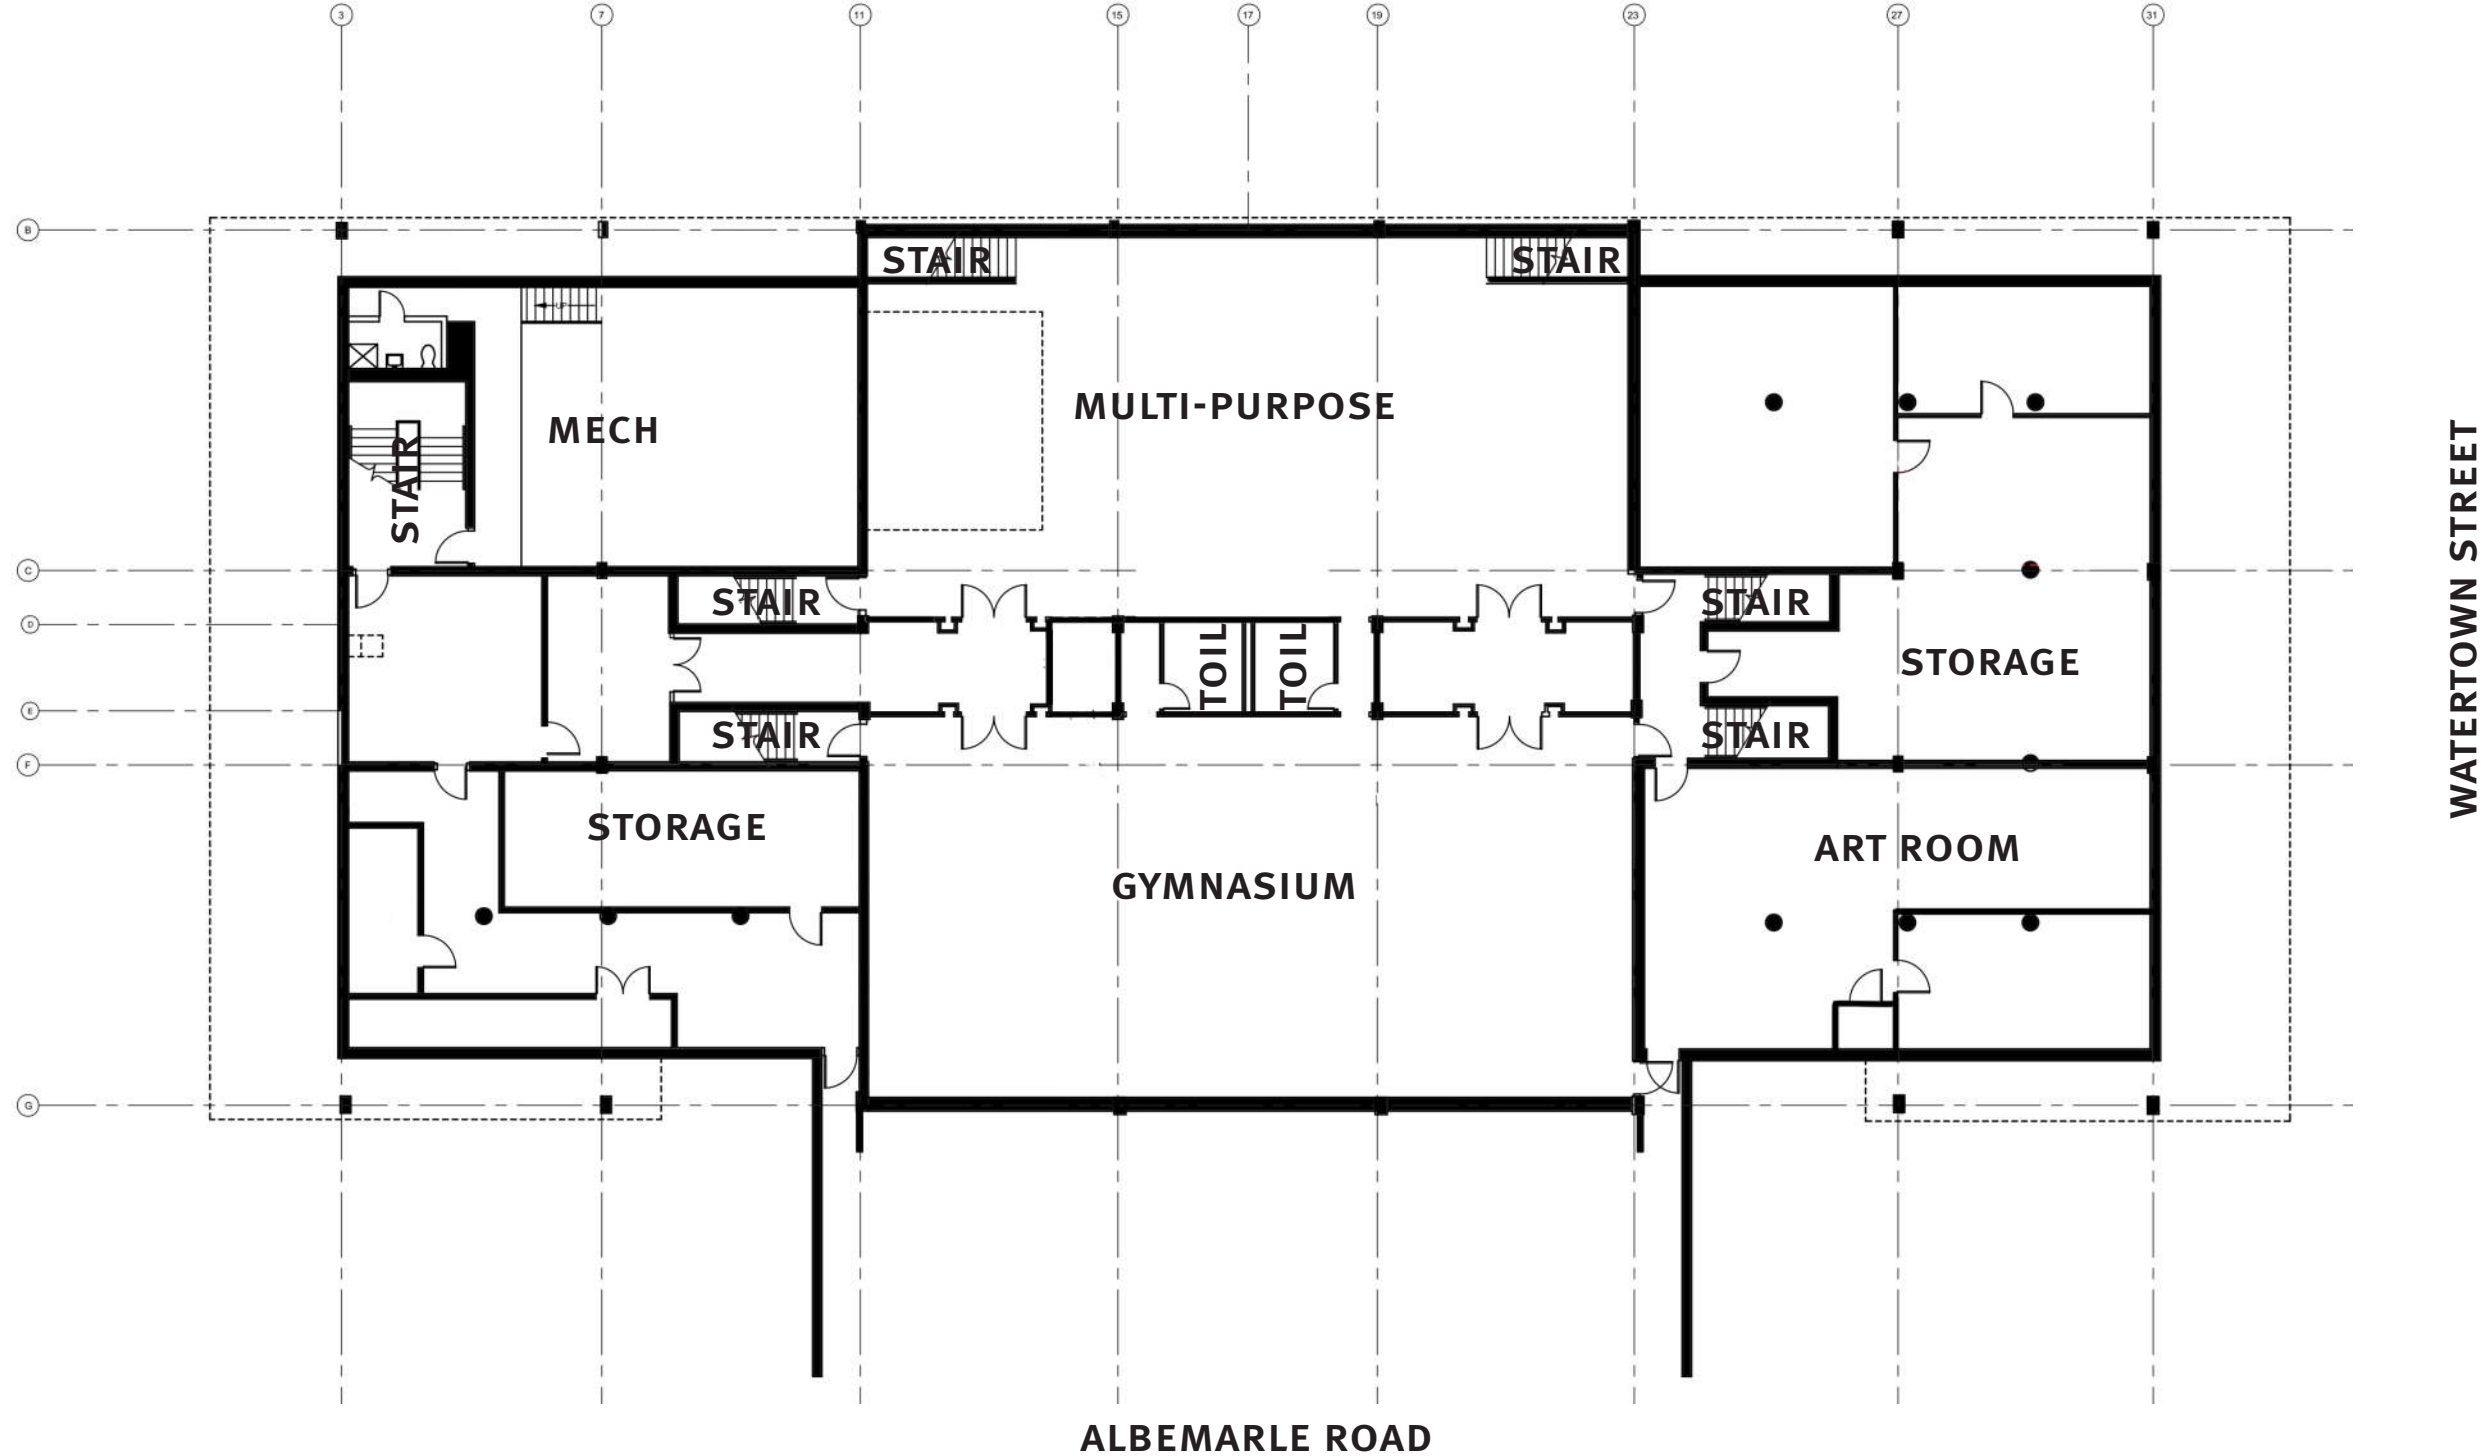 3 7 11 15 17 19 23 27 31
B
STAIR STAIR
UP
MULTI-PURPOSE
MECH
STAIR
C
STAIR STAIR
D
TOIL TOIL
STORAGE
WATERTOWN STREET
E
STAIR STAIR
F
STORAGE
ART ROOM
GYMNASIUM
G
ALBEMARLE ROAD